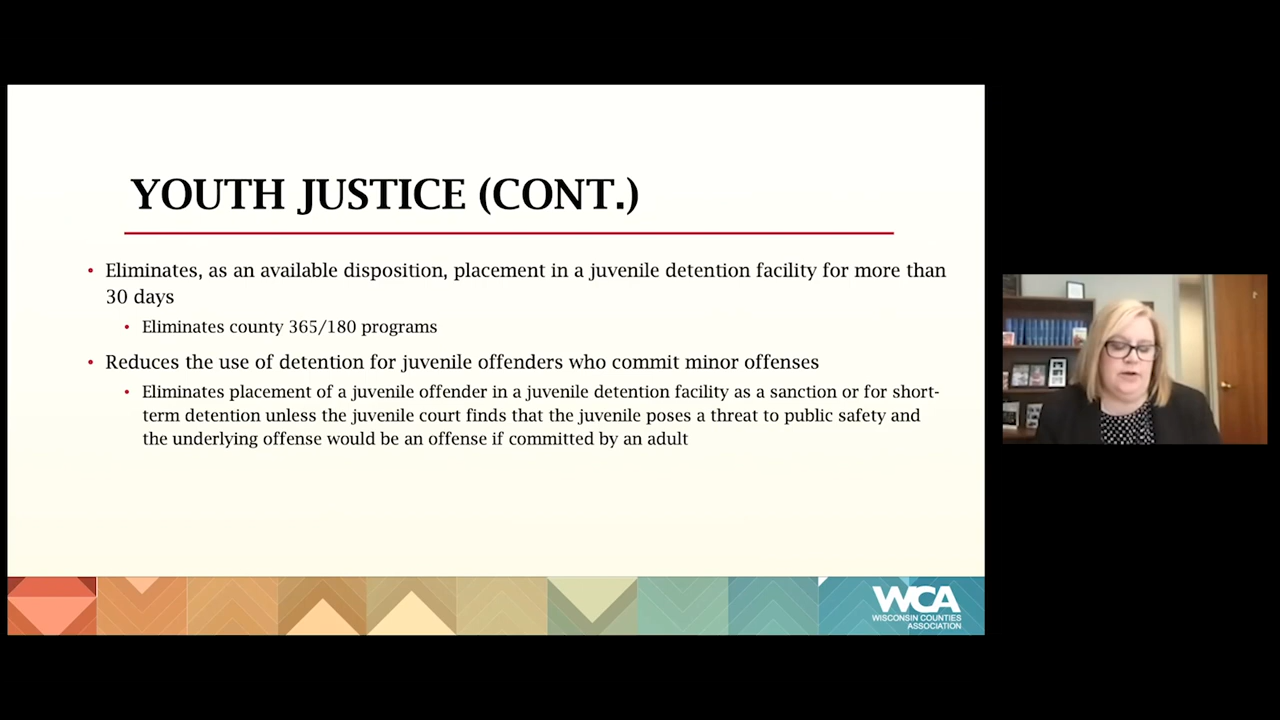 YOUTH JUSTICE (CONT.)
• Eliminates, as an available disposition, placement in a juvenile detention facility for more than
30 days
• Eliminates county 365/180 programs
• Reduces the use of detention for juvenile offenders who commit minor offenses
• Eliminates placement of a juvenile offender in a juvenile detention facility as a sanction or for short-
term detention unless the juvenile court finds that the juvenile poses a threat to public safety and
the underlying offense would be an offense if committed by an adult
WCA
WISCONSIN COUNTIES
ASSOCIATION